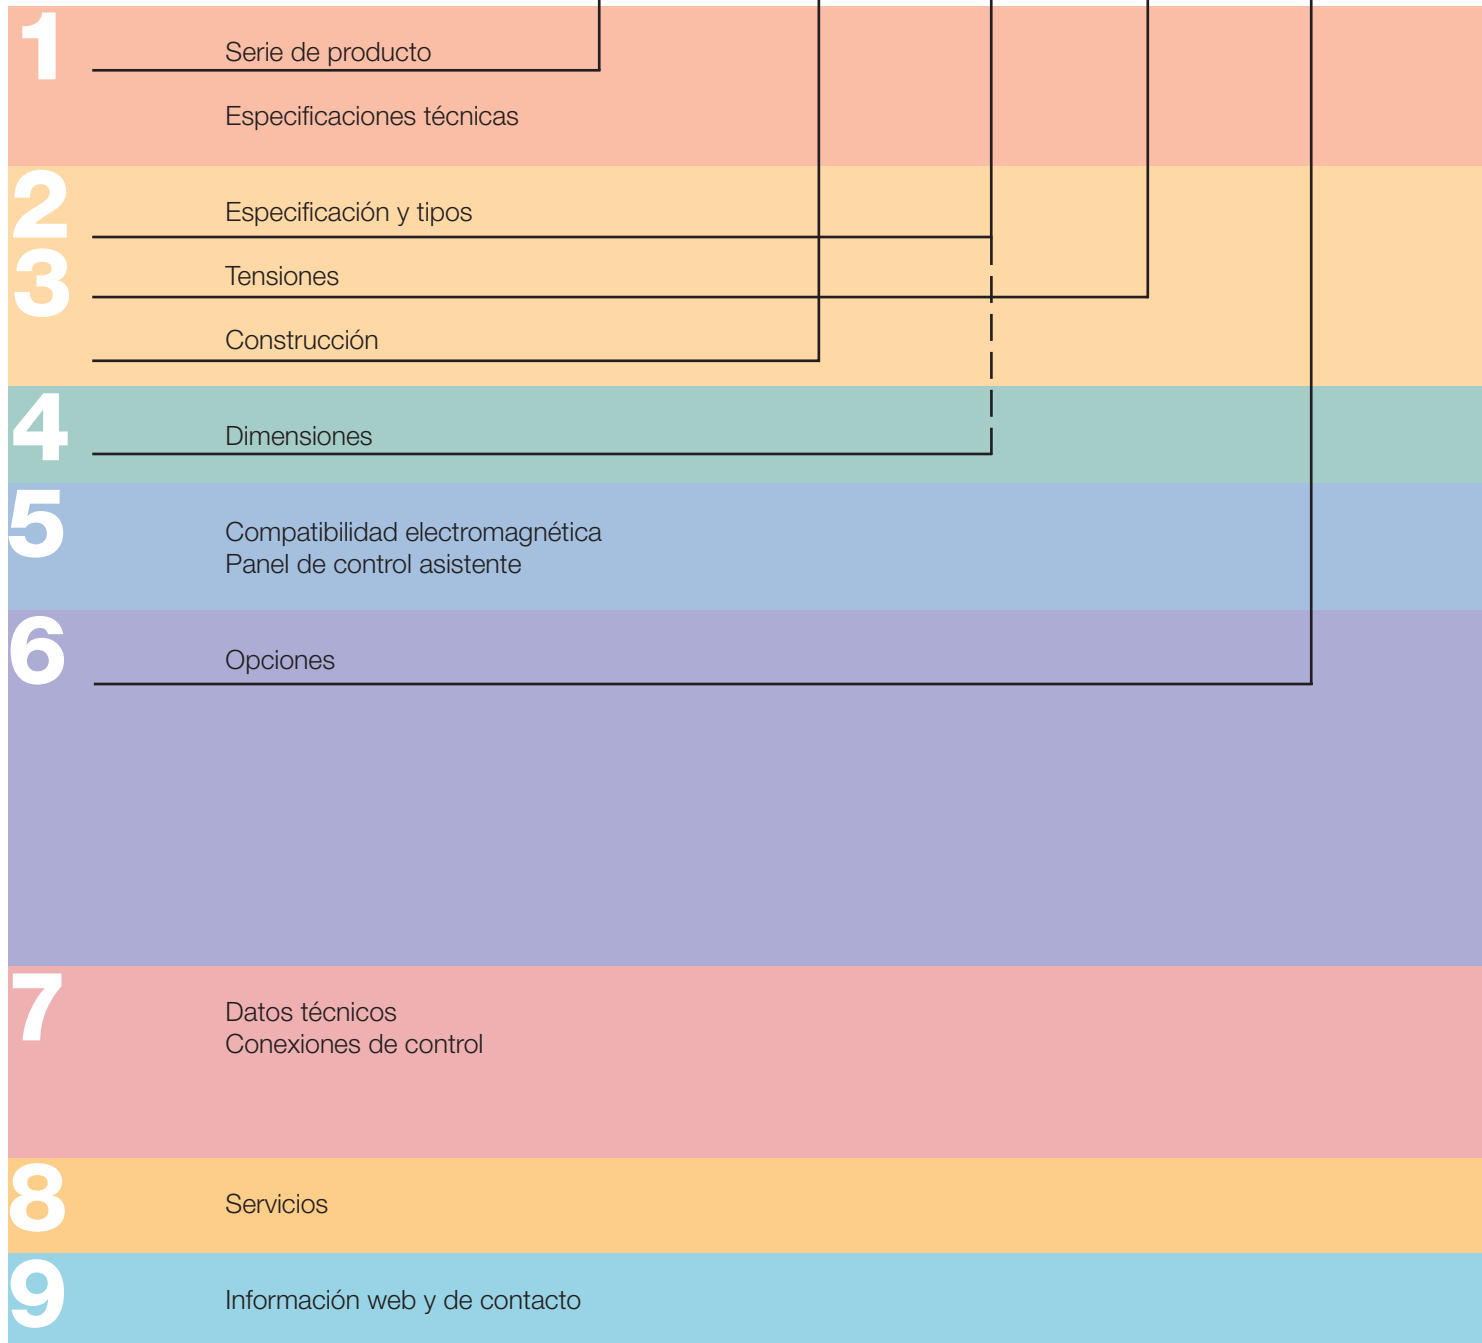 1
Serie de producto
Especificaciones técnicas
2
Especificación y tipos
3
Tensiones
Construcción
4
Dimensiones
5
Compatibilidad electromagnética
Panel de control asistente
6
Opciones
7
Datos técnicos
Conexiones de control
8
Servicios
9
Información web y de contacto